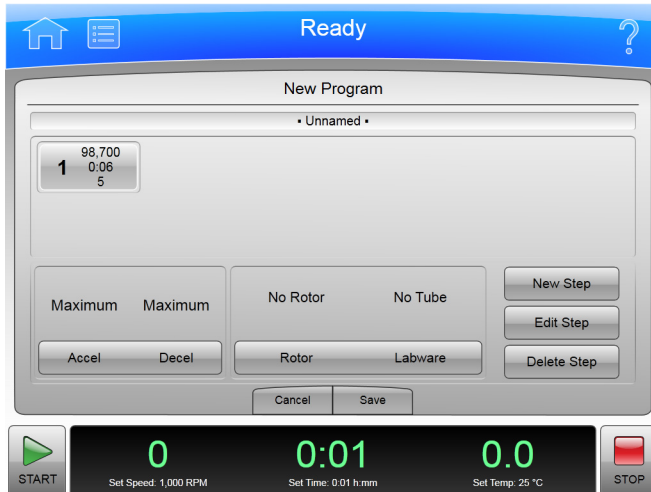 Ready
New Program
▪ Unnamed ▪
1
98,700
0:06
5
Maximum Maximum
No Rotor No Tube
New Step
Edit Step
Accel Decel
Rotor Labware
Delete Step
Cancel Save
0 0:01 0.0
START
Set Speed: 1,000 RPM Set Time: 0:01 h:mm Set Temp: 25 °C
STOP